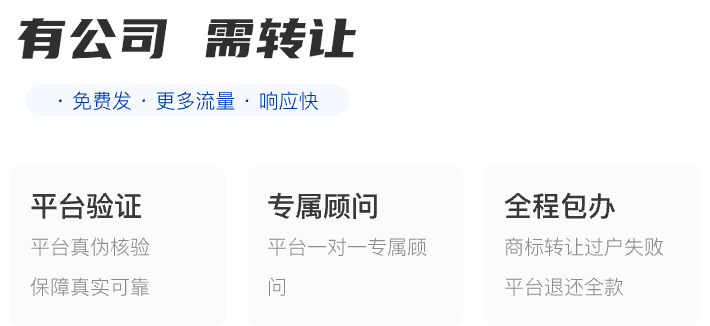 有公司 需转让
· 免费发 · 更多流量 · 响应快
平台验证
平台真伪核验
保障真实可靠
专属顾问
平台一对一专属顾
问
全程包办
商标转让过户失败
平台退还全款